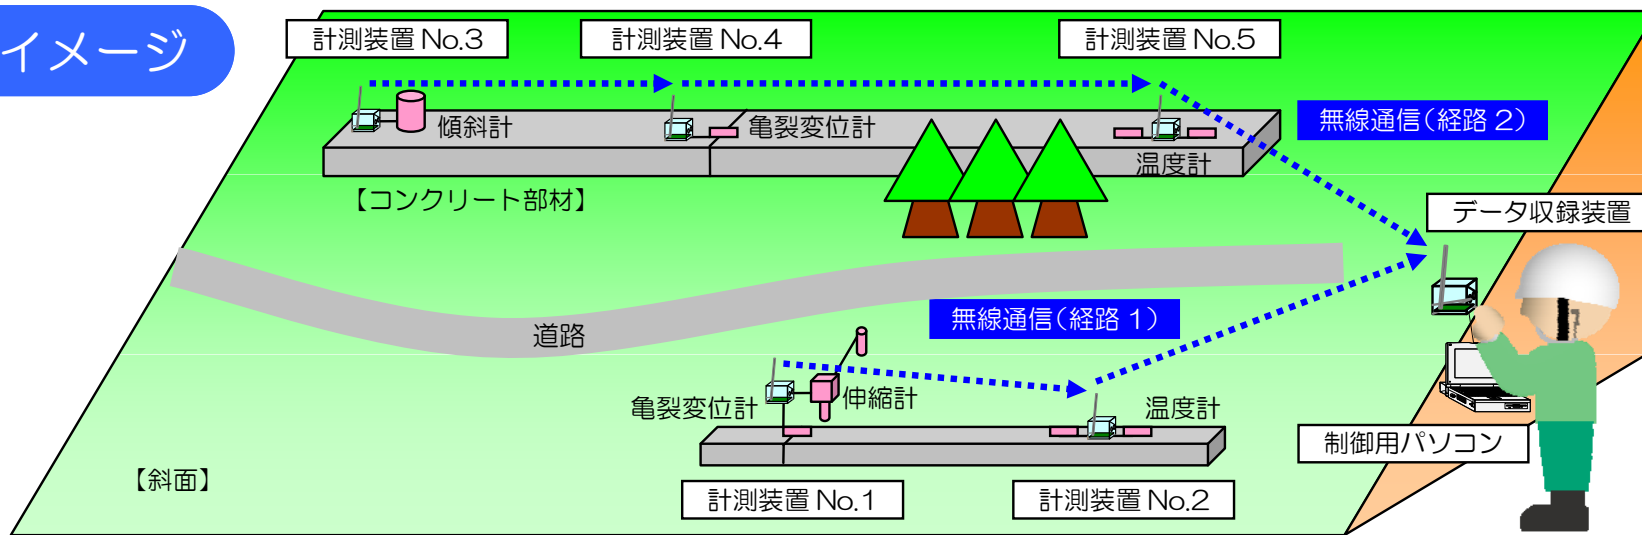 イメージ
計測装置 No.3
計測装置 No.4
計測装置 No.5
無線通信（経路 2）
傾斜計
亀裂変位計
温度計
【コンクリート部材】
データ収録装置
道路
無線通信（経路 1）
亀裂変位計
伸縮計
温度計
制御用パソコン
【斜面】
計測装置 No.1
計測装置 No.2